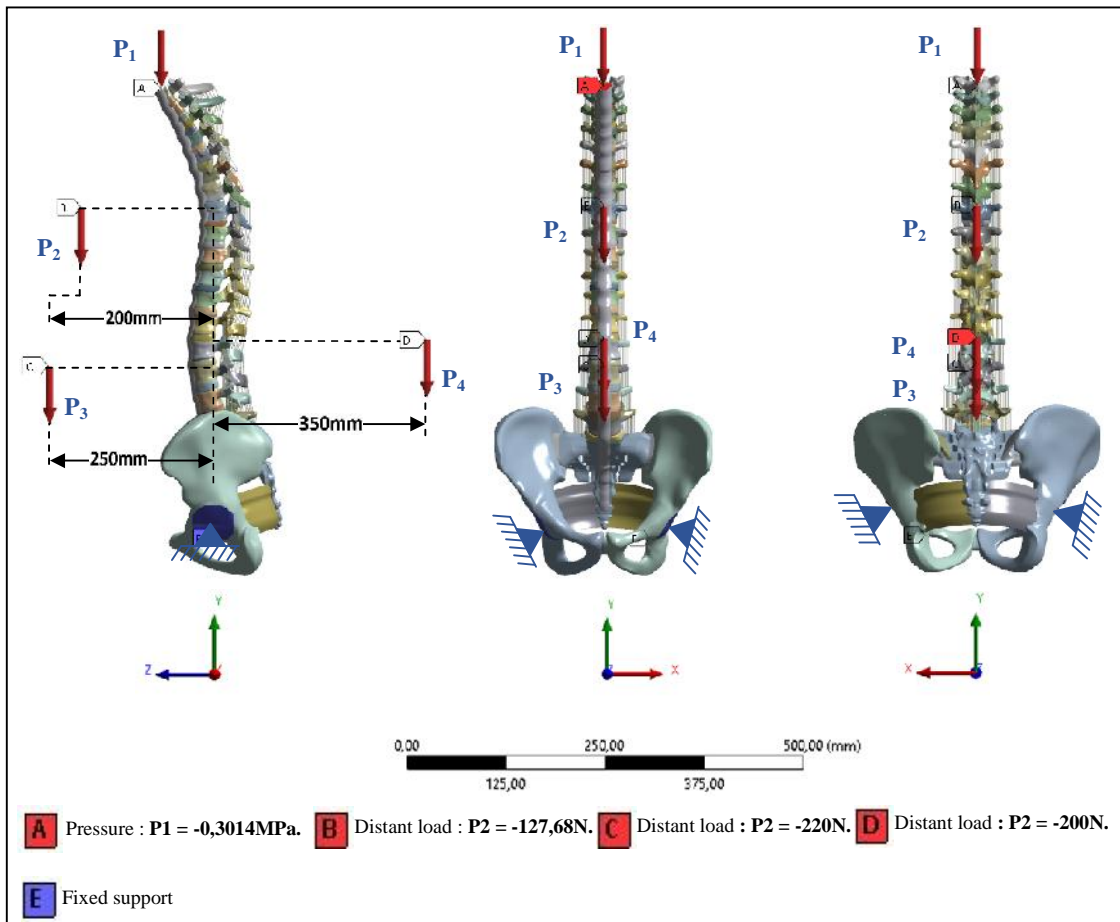 P1
P1
P1
A
A
P2
P2
P2
200mm
D
P4
D
P4
C
P3
P3
P3
350mm
250mm
E
Y
Y
Y
Z
Z
X
X
Z
0,00
250,00
500,00 (mm)
125,00
375,00
A Pressure : P1 = -0,3014MPa.
B Distant load : P2 = -127,68N.
C Distant load : P2 = -220N.
D Distant load : P2 = -200N.
E Fixed support